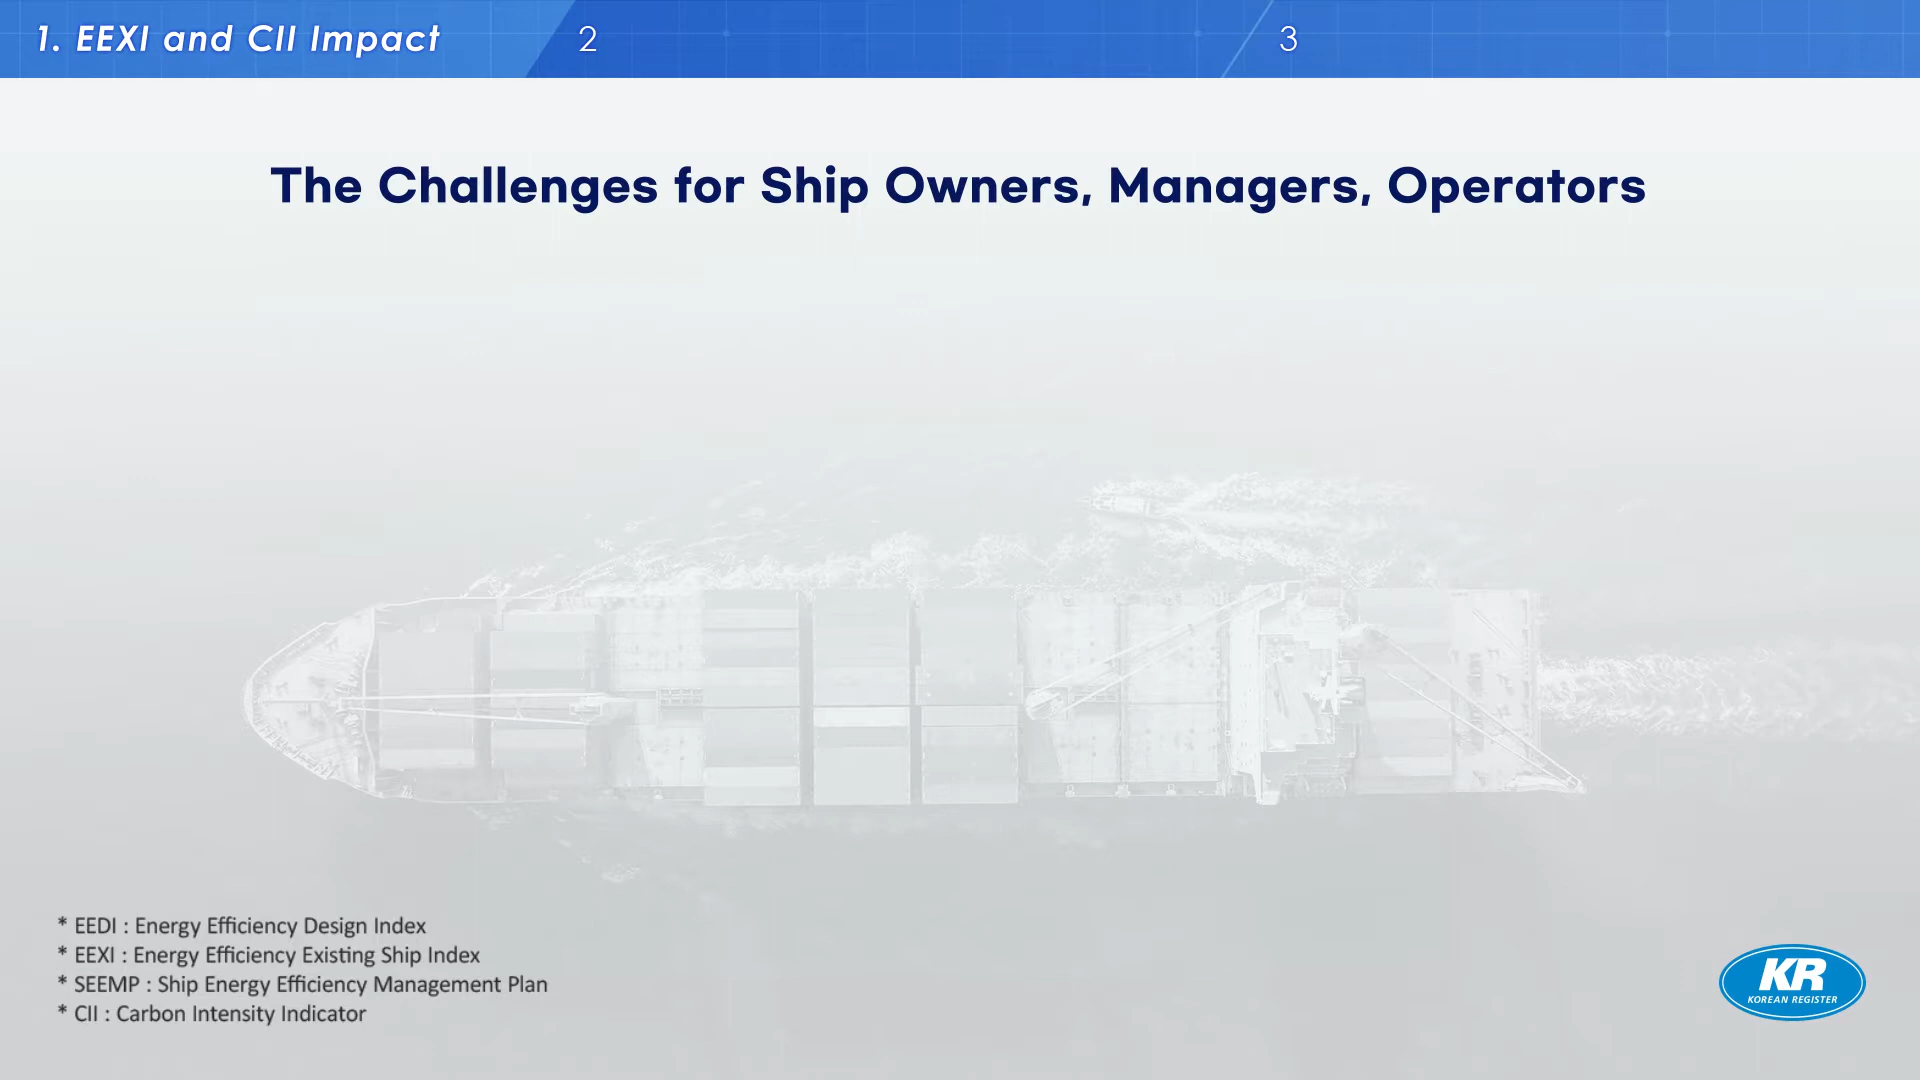 1. EEXI and CII Impact
2
3
The Challenges for Ship Owners, Managers, Operators
* EEDI : Energy Efficiency Design Index
* EEXI : Energy Efficiency Existing Ship Index
* SEEMP : Ship Energy Efficiency Management Plan
* CII : Carbon Intensity Indicator
KR
KOREAN REGISTER